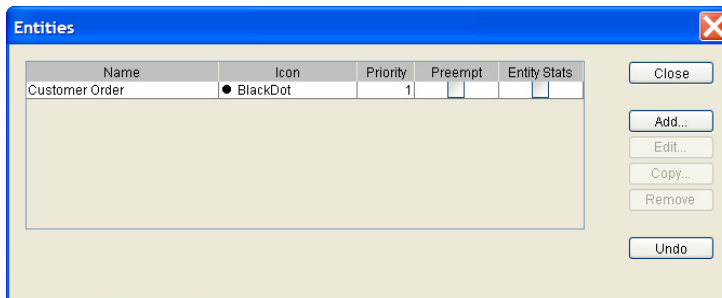 Entities
Name Icon Priority Preempt Entity Stats
Customer Order BlackDot 1
Close
Add...
Edit...
Copy...
Remove
Undo